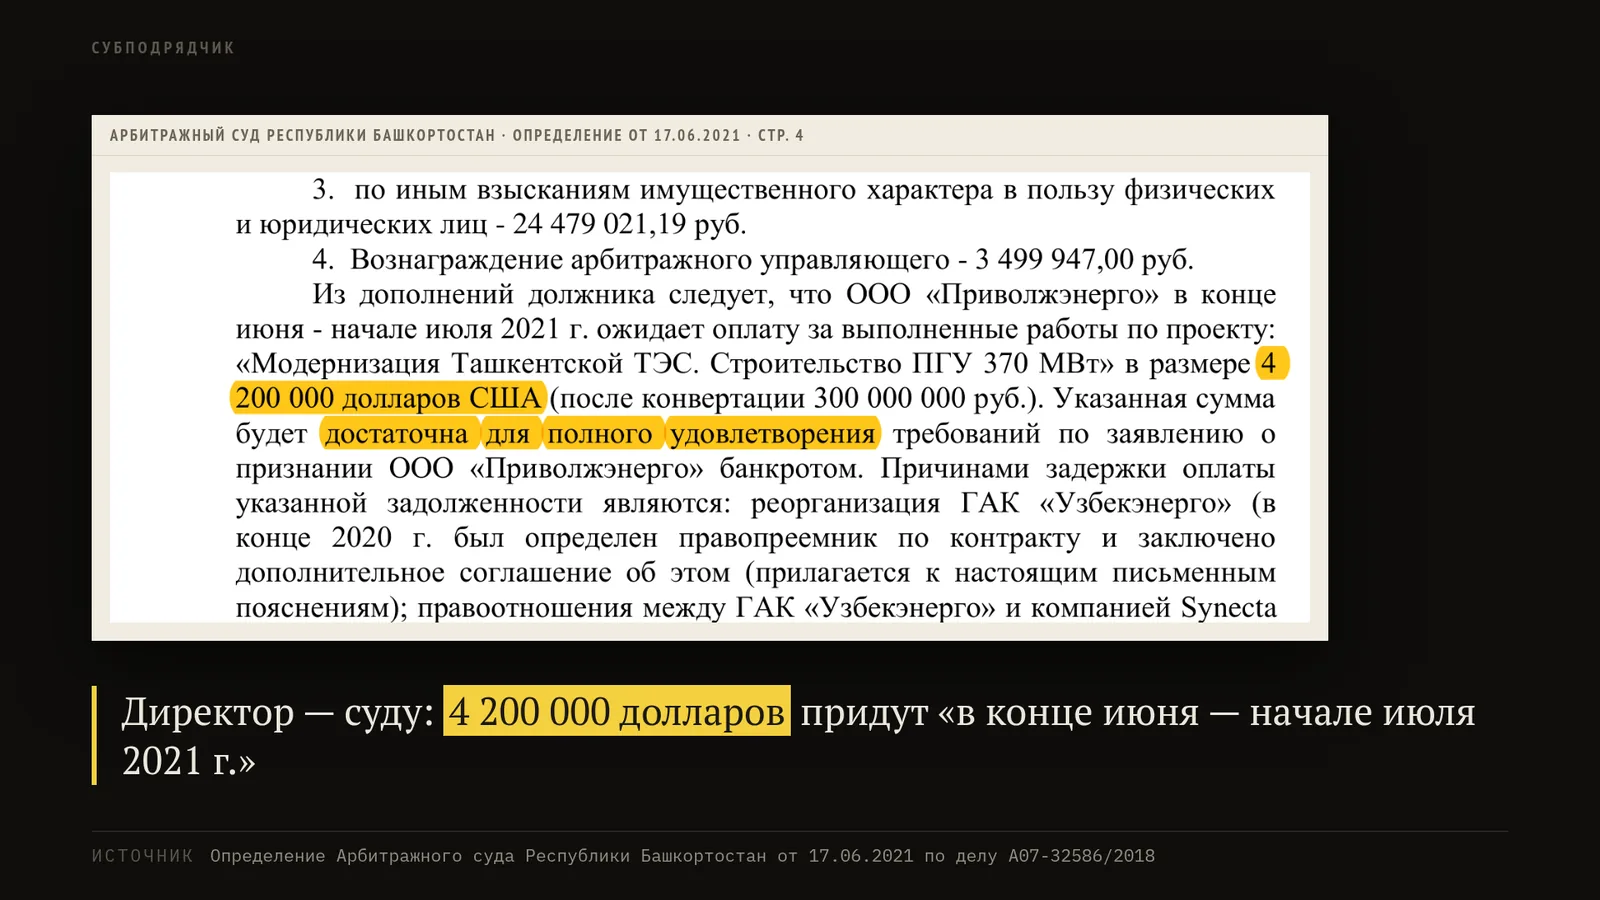 СУБПОДРЯДЧИК
АРБИТРАЖНЫЙ СУД РЕСПУБЛИКИ БАШКОРТОСТАН · ОПРЕДЕЛЕНИЕ ОТ 17.06.2021 · СТР. 4
3. по иным взысканиям имущественного характера в пользу физических
и юридических лиц - 24 479 021,19 руб.
4. Вознаграждение арбитражного управляющего - 3 499 947,00 руб.
Из дополнений должника следует, что ООО «Приволжэнерго» в конце
июня - начале июля 2021 г. ожидает оплату за выполненные работы по проекту:
«Модернизация Ташкентской ТЭС. Строительство ПГУ 370 МВт» в размере 4
200 000 долларов США (после конвертации 300 000 000 руб.). Указанная сумма
будет достаточна для полного удовлетворения требований по заявлению о
признании ООО «Приволжэнерго» банкротом. Причинами задержки оплаты
указанной задолженности являются: реорганизация ГАК «Узбекэнерго» (в
конце 2020 г. был определен правопреемник по контракту и заключено
дополнительное соглашение об этом (прилагается к настоящим письменным
пояснениям); правоотношения между ГАК «Узбекэнерго» и компанией Synecta
Директор — суду: 4 200 000 долларов придут «в конце июня — начале июля
2021 г.»
ИСТОЧНИК Определение Арбитражного суда Республики Башкортостан от 17.06.2021 по делу А07-32586/2018